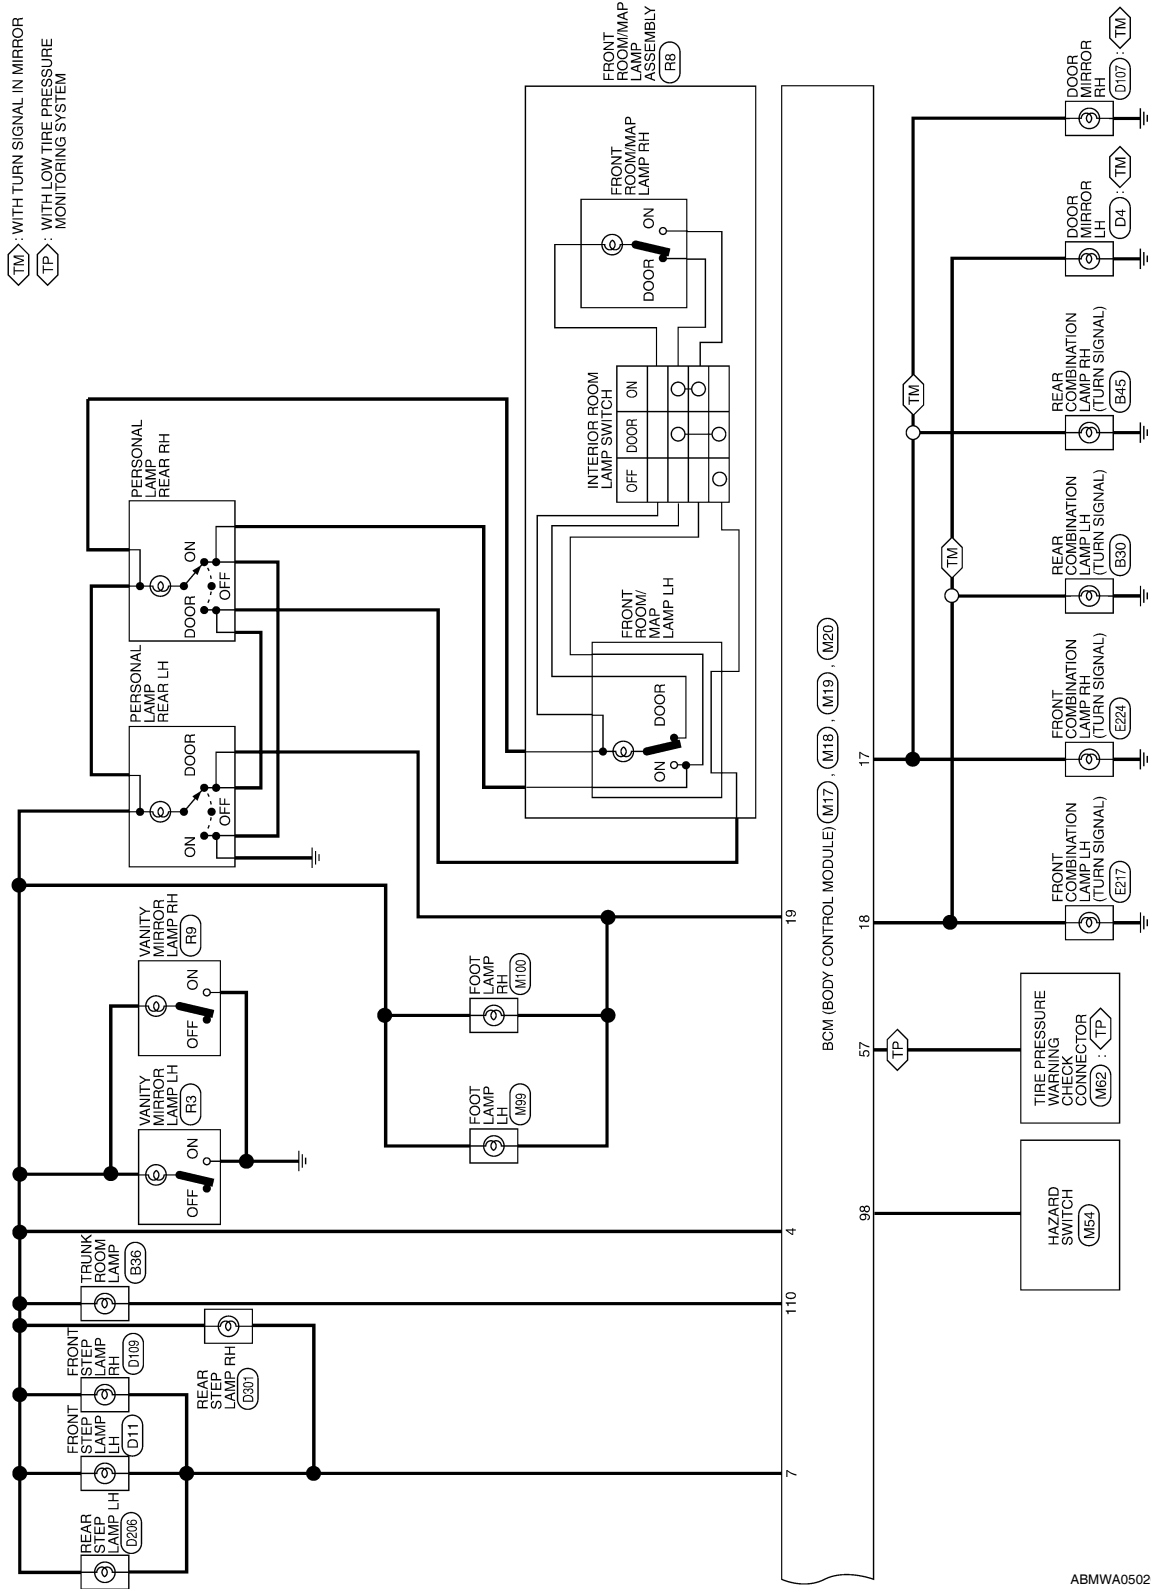 TM : WITH TURN SIGNAL IN MIRROR
TP : WITH LOW TIRE PRESSURE
MONITORING SYSTEM
REAR
STEP
LAMP LH
D206
FRONT
STEP
LAMP
LH
D11
FRONT
STEP
LAMP
RH
D109
REAR
STEP
LAMP RH
D301
TRUNK
ROOM
LAMP
B36
VANITY
MIRROR
LAMP LH
R3
OFF
ON
VANITY
MIRROR
LAMP RH
R9
OFF
ON
PERSONAL
LAMP
REAR LH
ON
OFF
DOOR
PERSONAL
LAMP
REAR RH
DOOR
OFF
ON
FOOT
LAMP
LH
M99
FOOT
LAMP
RH
M100
FRONT
ROOM/MAP
LAMP
ASSEMBLY
R8
FRONT
ROOM/
MAP
LAMP LH
ON
DOOR
INTERIOR ROOM
LAMP SWITCH
OFF
DOOR
ON
FRONT
ROOM/MAP
LAMP RH
DOOR
ON
7
110
4
19
BCM (BODY CONTROL MODULE) M17 , M18 , M19 , M20
98
57
18
17
TP
TM
TM
HAZARD
SWITCH
M54
TIRE PRESSURE
WARNING
CHECK
CONNECTOR
M62 : TP
FRONT
COMBINATION
LAMP LH
(TURN SIGNAL)
E217
FRONT
COMBINATION
LAMP RH
(TURN SIGNAL)
E224
REAR
COMBINATION
LAMP LH
(TURN SIGNAL)
B30
REAR
COMBINATION
LAMP RH
(TURN SIGNAL)
B45
DOOR
MIRROR
LH
D4 : TM
DOOR
MIRROR
RH
D107 : TM
ABMWA0502